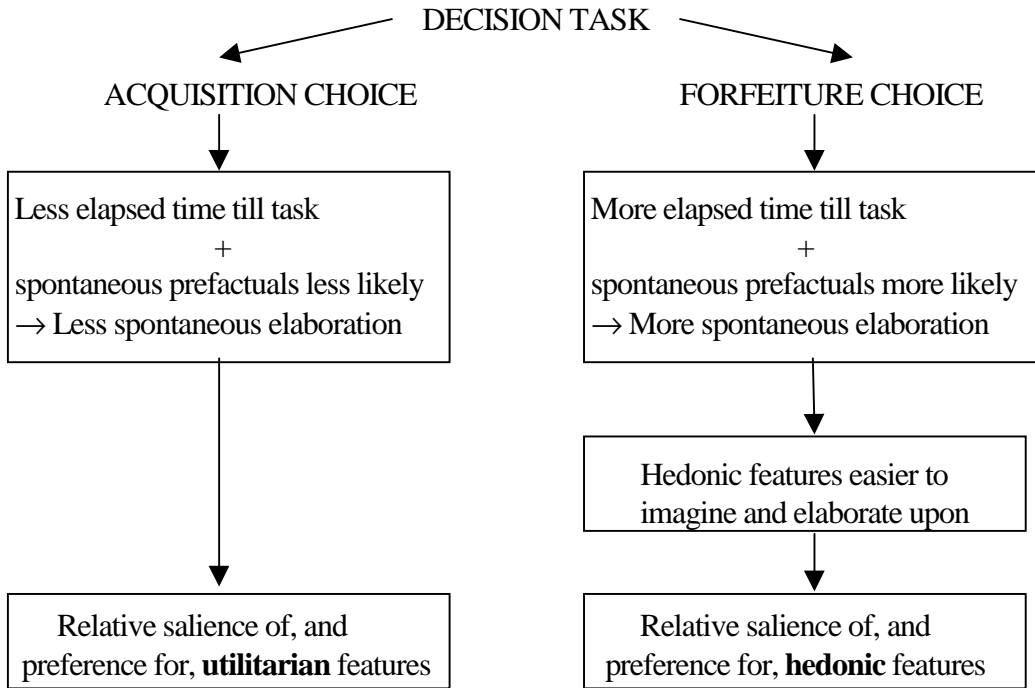 DECISION TASK
ACQUISITION CHOICE
FORFEITURE CHOICE
Less elapsed time till task
+
spontaneous prefactuals less likely
→ Less spontaneous elaboration
More elapsed time till task
+
spontaneous prefactuals more likely
→ More spontaneous elaboration
Hedonic features easier to
imagine and elaborate upon
Relative salience of, and
preference for, utilitarian features
Relative salience of, and
preference for, hedonic features